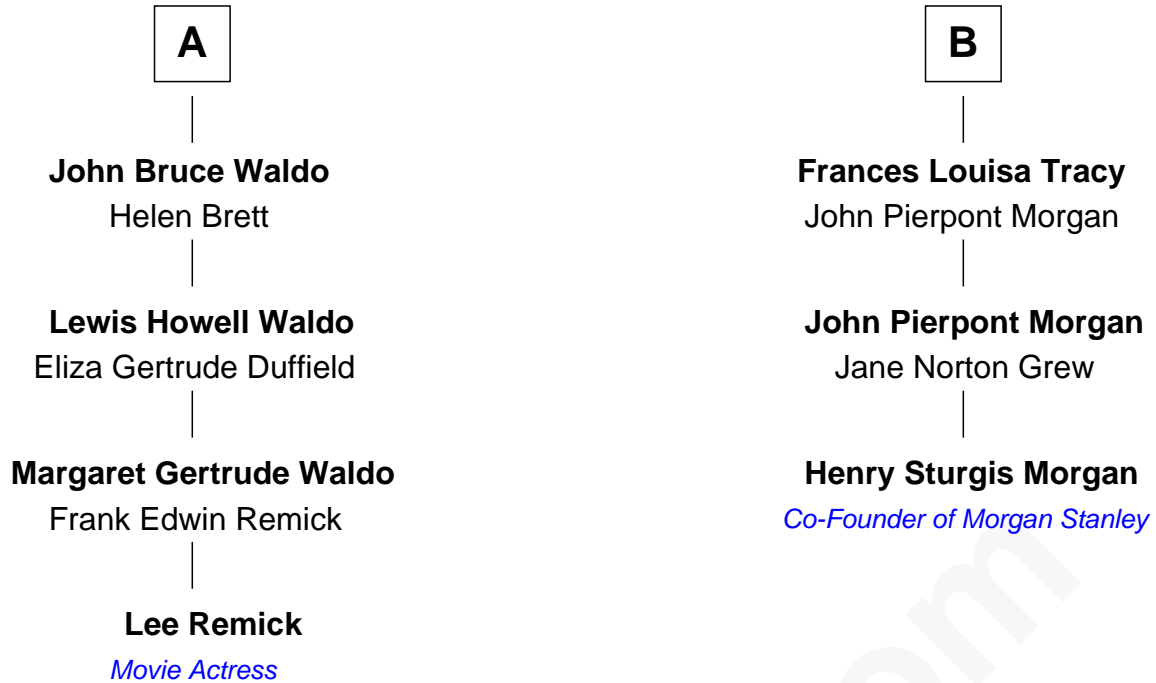 A
John Bruce Waldo
Helen Brett
Lewis Howell Waldo
Eliza Gertrude Duffield
Margaret Gertrude Waldo
Frank Edwin Remick
Lee Remick
Movie Actress
B
Frances Louisa Tracy
John Pierpont Morgan
John Pierpont Morgan
Jane Norton Grew
Henry Sturgis Morgan
Co-Founder of Morgan Stanley
om